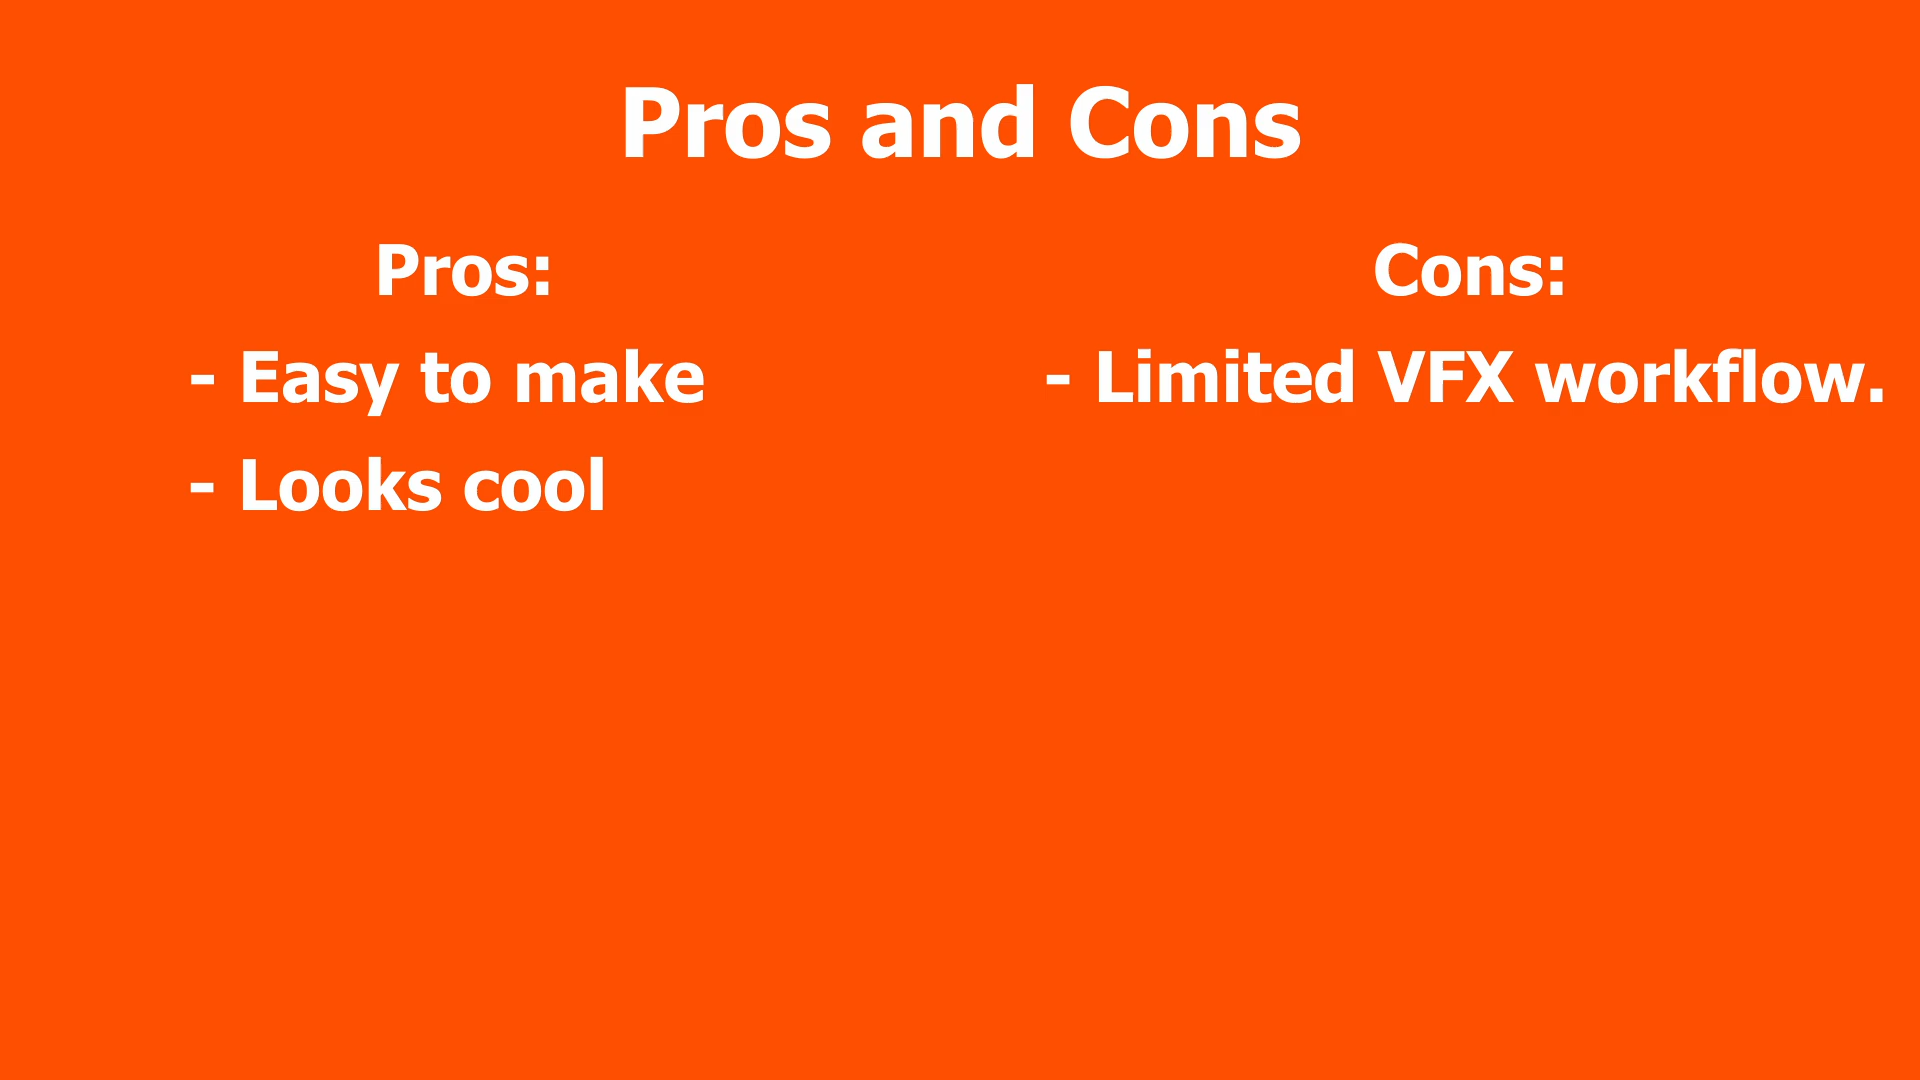 Pros and Cons
Pros:
- Easy to make
- Looks cool
Cons:
- Limited VFX workflow.